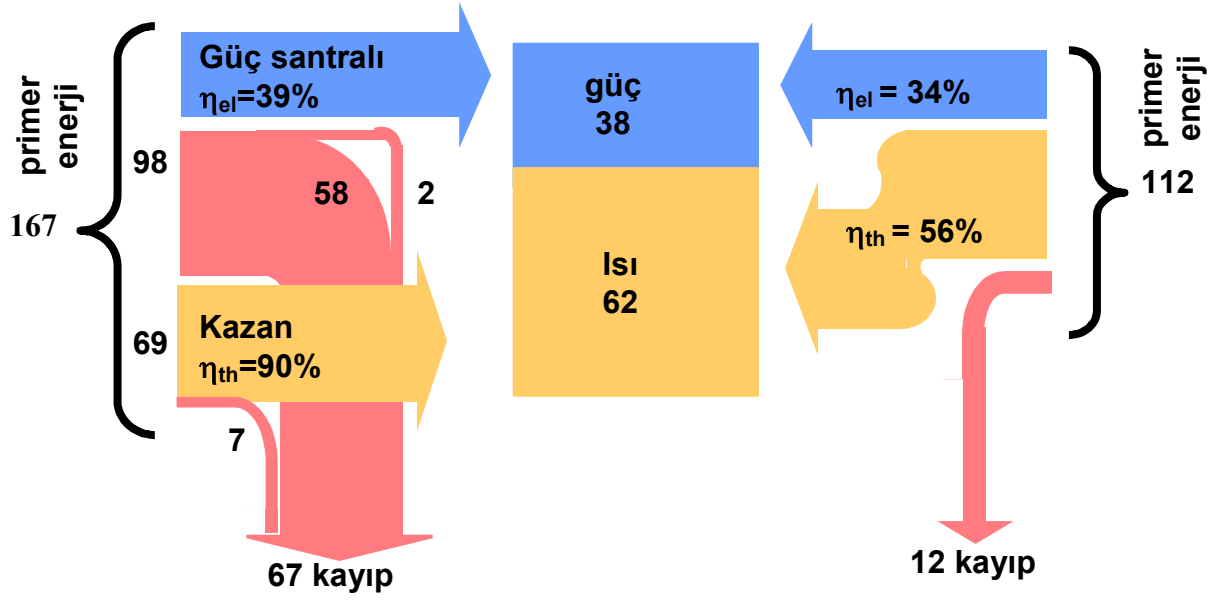 primer
enerji
167
98
69
Güç santralı
ηel=39%
58
2
Kazan
ηth=90%
7
67 kayıp
güç
38
Isı
62
ηel = 34%
ηth = 56%
primer
enerji
112
12 kayıp